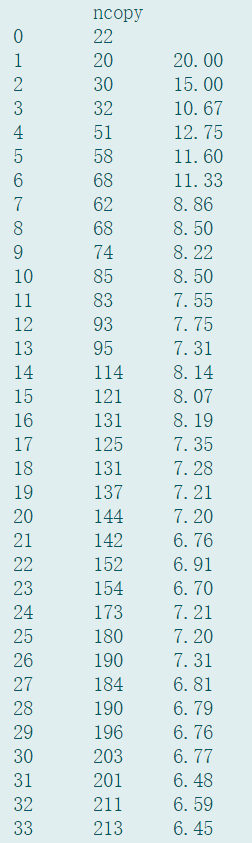 ncopy
0 22
1 20 20.00
2 30 15.00
3 32 10.67
4 51 12.75
5 58 11.60
6 68 11.33
7 62 8.86
8 68 8.50
9 74 8.22
10 85 8.50
11 83 7.55
12 93 7.75
13 95 7.31
14 114 8.14
15 121 8.07
16 131 8.19
17 125 7.35
18 131 7.28
19 137 7.21
20 144 7.20
21 142 6.76
22 152 6.91
23 154 6.70
24 173 7.21
25 180 7.20
26 190 7.31
27 184 6.81
28 190 6.79
29 196 6.76
30 203 6.77
31 201 6.48
32 211 6.59
33 213 6.45